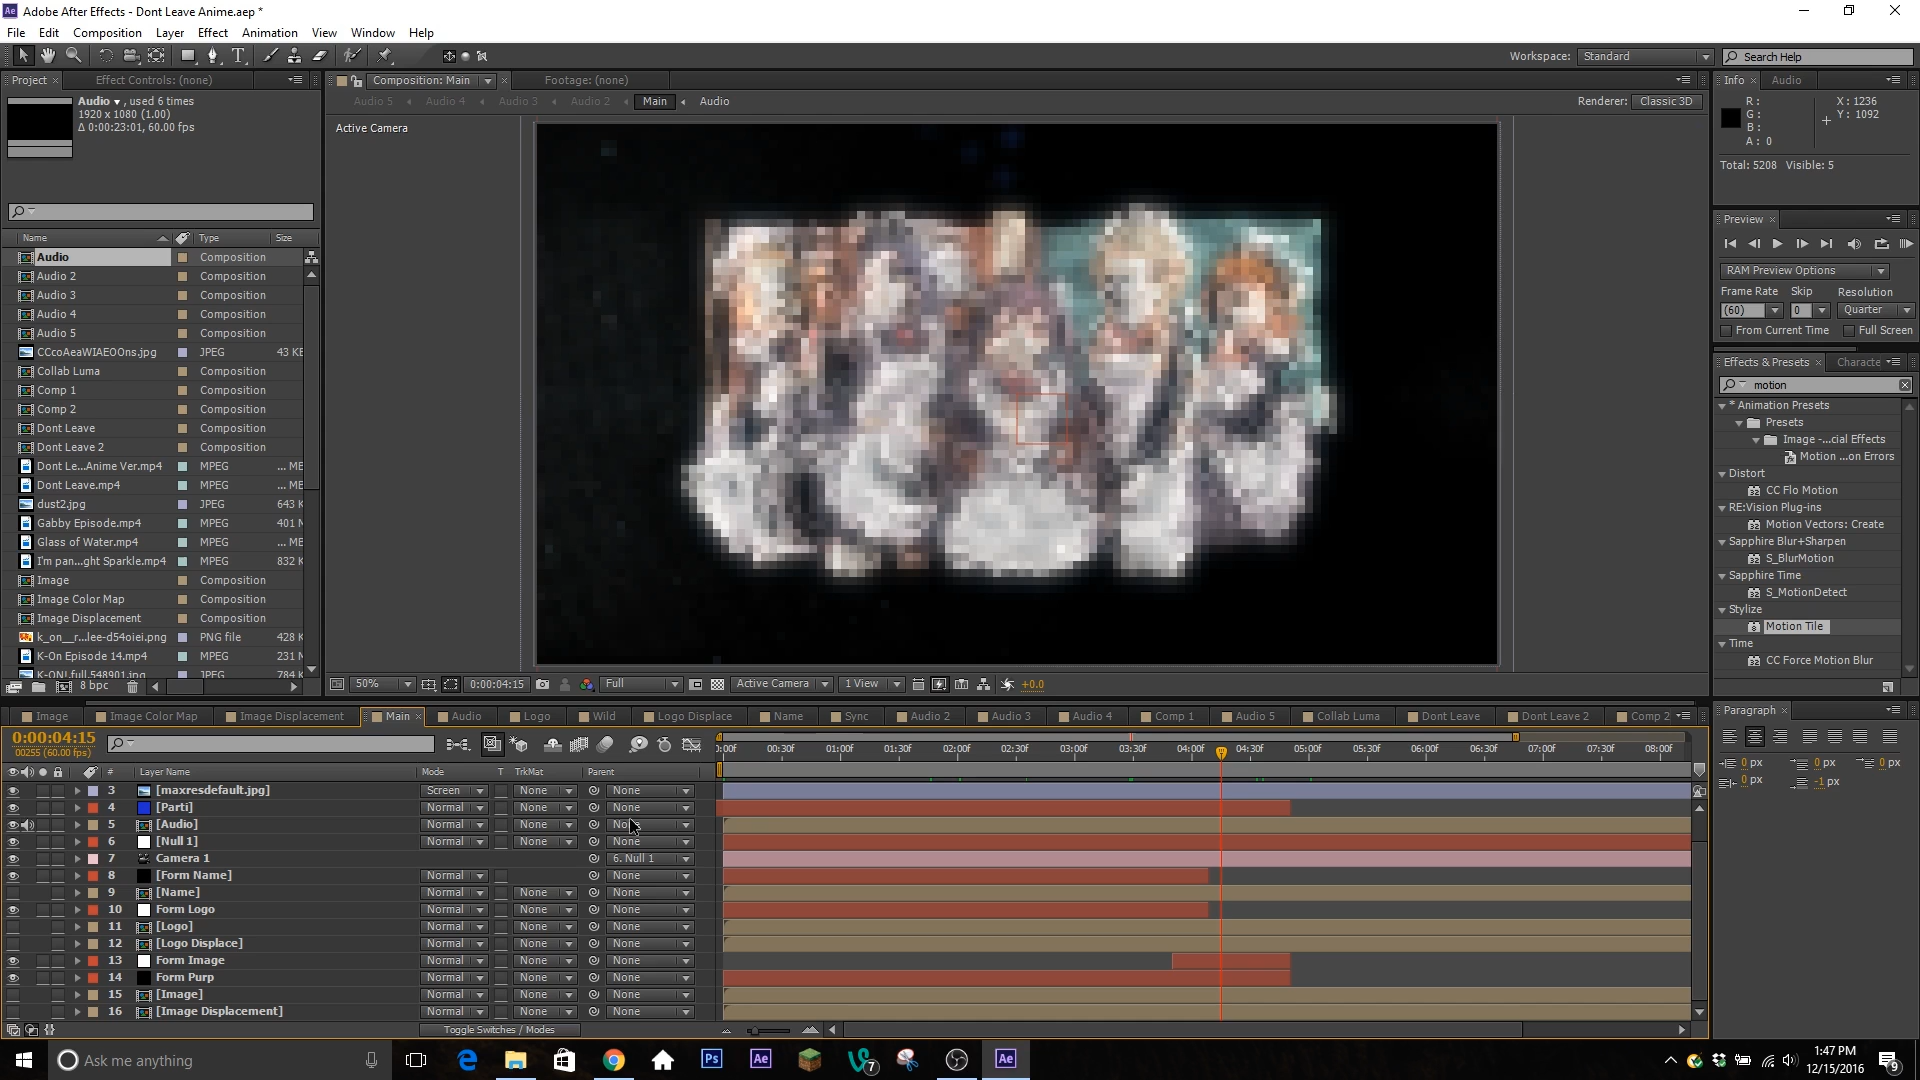 Adobe After Effects - Dont Leave Anime.aep *
File Edit Composition Layer Effect Animation View Window Help
Workspace: Standard Search Help
Project Effect Controls: (none)
Composition: Main Footage: (none)
Info Audio
Audio , used 6 times
1920 x 1080 (1.00)
Δ 0:00:23:01, 60.00 fps
Audio 5 Audio 4 Audio 3 Audio 2 Main Audio
Renderer: Classic 3D
Active Camera
R :
G :
B :
A : 0
X : 1236
Y : 1092
Total: 5208 Visible: 5
Name Type Size
Audio Composition
Audio 2 Composition
Audio 3 Composition
Audio 4 Composition
Audio 5 Composition
CCcoAeaWIAEOOns.jpg JPEG 43 KE
Collab Luma Composition
Comp 1 Composition
Comp 2 Composition
Dont Leave Composition
Dont Leave 2 Composition
Dont Le...Anime Ver.mp4 MPEG ... ME
Dont Leave.mp4 MPEG ... ME
dust2.jpg JPEG 643 K
Gabby Episode.mp4 MPEG 401 M
Glass of Water.mp4 MPEG ... ME
I'm pan...ght Sparkle.mp4 MPEG 832 K
Image Composition
Image Color Map Composition
Image Displacement Composition
k_on__r...lee-d54oiei.png PNG file 428 K
K-On Episode 14.mp4 MPEG 231 M
K-ON!.full.548901.jpg JPEG 784 K
8 bpc
Preview
RAM Preview Options
Frame Rate Skip Resolution
(60) 0 Quarter
From Current Time Full Screen
Effects & Presets Characte
motion
* Animation Presets
Presets
Image -...cial Effects
Motion ...on Errors
Distort
CC Flo Motion
RE:Vision Plug-ins
Motion Vectors: Create
Sapphire Blur+Sharpen
S_BlurMotion
Sapphire Time
S_MotionDetect
Stylize
Motion Tile
Time
CC Force Motion Blur
50% 0:00:04:15 Full Active Camera 1 View +0.0
Image Image Color Map Image Displacement Main Audio Logo Wild Logo Displace Name Sync Audio 2 Audio 3 Audio 4 Comp 1 Audio 5 Collab Luma Dont Leave Dont Leave 2 Comp 2
Paragraph
0:00:04:15
00255 (60.00 fps)
):00f 00:30f 01:00f 01:30f 02:00f 02:30f 03:00f 03:30f 04:00f 04:30f 05:00f 05:30f 06:00f 06:30f 07:00f 07:30f 08:00f
0 px 0 px 0 px
0 px -1 px
# Layer Name Mode T TrkMat Parent
3 [maxresdefault.jpg] Screen None None
4 [Parti] Normal None None
5 [Audio] Normal None
6 [Null 1] Normal None None
7 Camera 1 6. Null 1
8 [Form Name] Normal None
9 [Name] Normal None None
10 Form Logo Normal None None
11 [Logo] Normal None None
12 [Logo Displace] Normal None None
13 Form Image Normal None None
14 Form Purp Normal None None
15 [Image] Normal None None
16 [Image Displacement] Normal None None
Toggle Switches / Modes
Ask me anything
Ps Ae 7 Ae
1:47 PM
12/15/2016
9